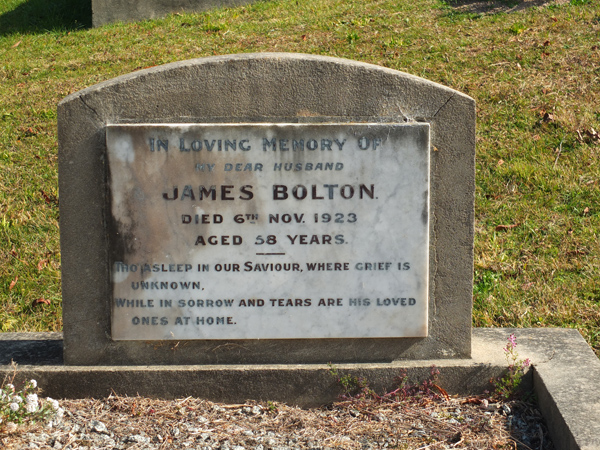 In Loving Memory Of
MY DEAR HUSBAND
JAMES BOLTON.
DIED 6TH NOV. 1923
AGED 58 YEARS.
THO ASLEEP IN OUR SAVIOUR, WHERE GRIEF IS
UNKNOWN,
WHILE IN SORROW AND TEARS ARE HIS LOVED
ONES AT HOME.